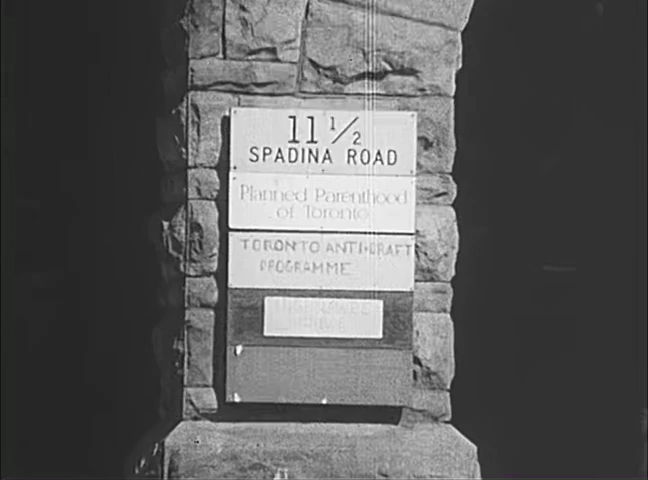 11 1/2
SPADINA ROAD
Planned Parenthood
of Toronto
TORONTO ANTI-DRAFT
PROGRAMME